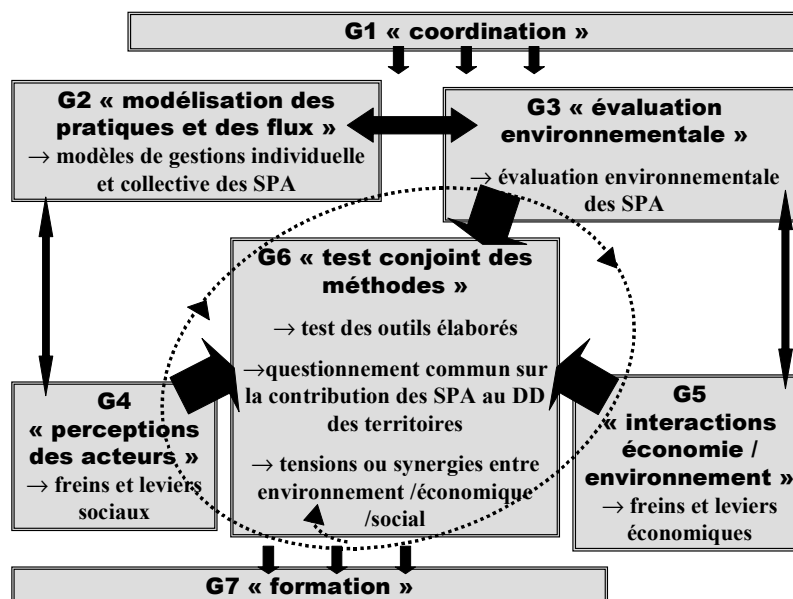 G1 « coordination »
G2 « modélisation des
pratiques et des flux »
→ modèles de gestions individuelle
et collective des SPA
G3 « évaluation
environnementale »
→ évaluation environnementale
des SPA
G6 « test conjoint des
méthodes »
→ test des outils élaborés
→questionnement commun sur
la contribution des SPA au DD
des territoires
→ tensions ou synergies entre
environnement /économique
/social
G4
« perceptions
des acteurs »
→ freins et leviers
sociaux
G5
« interactions
économie /
environnement »
→ freins et leviers
économiques
G7 « formation »